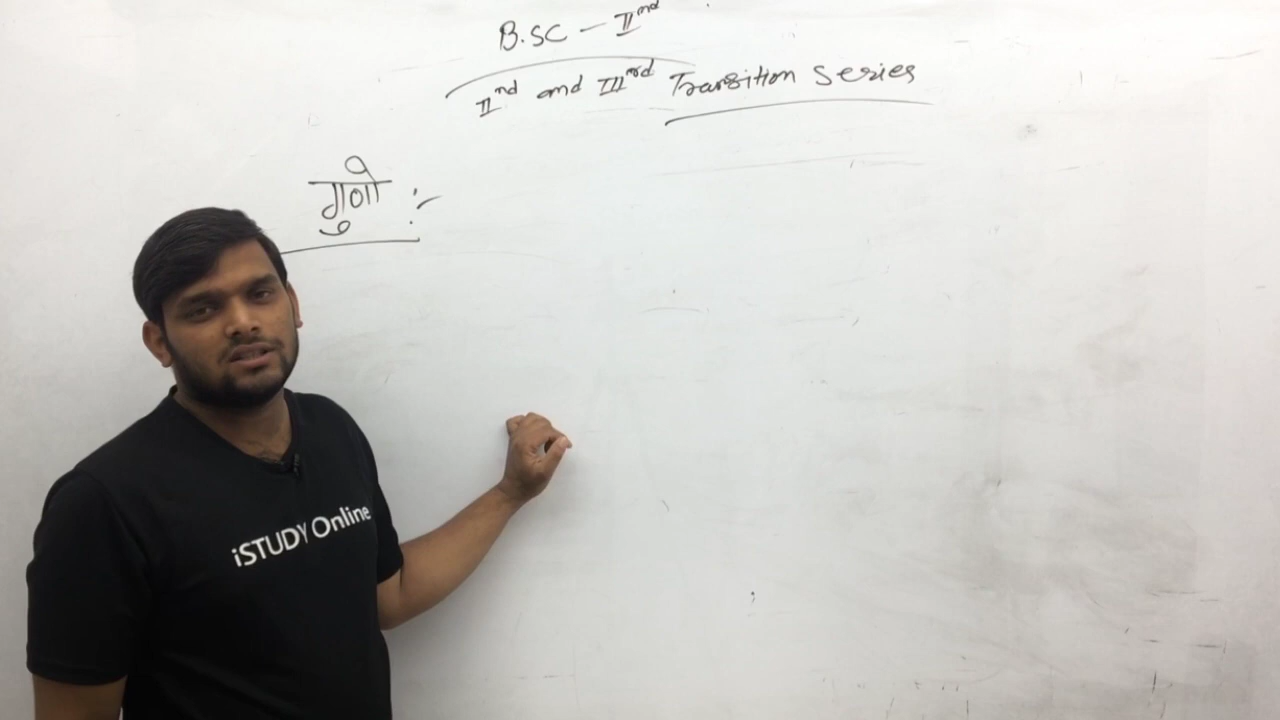 B.SC - IInd
IInd and IIIrd Transition Series
गुणो :-
iSTUDY Online